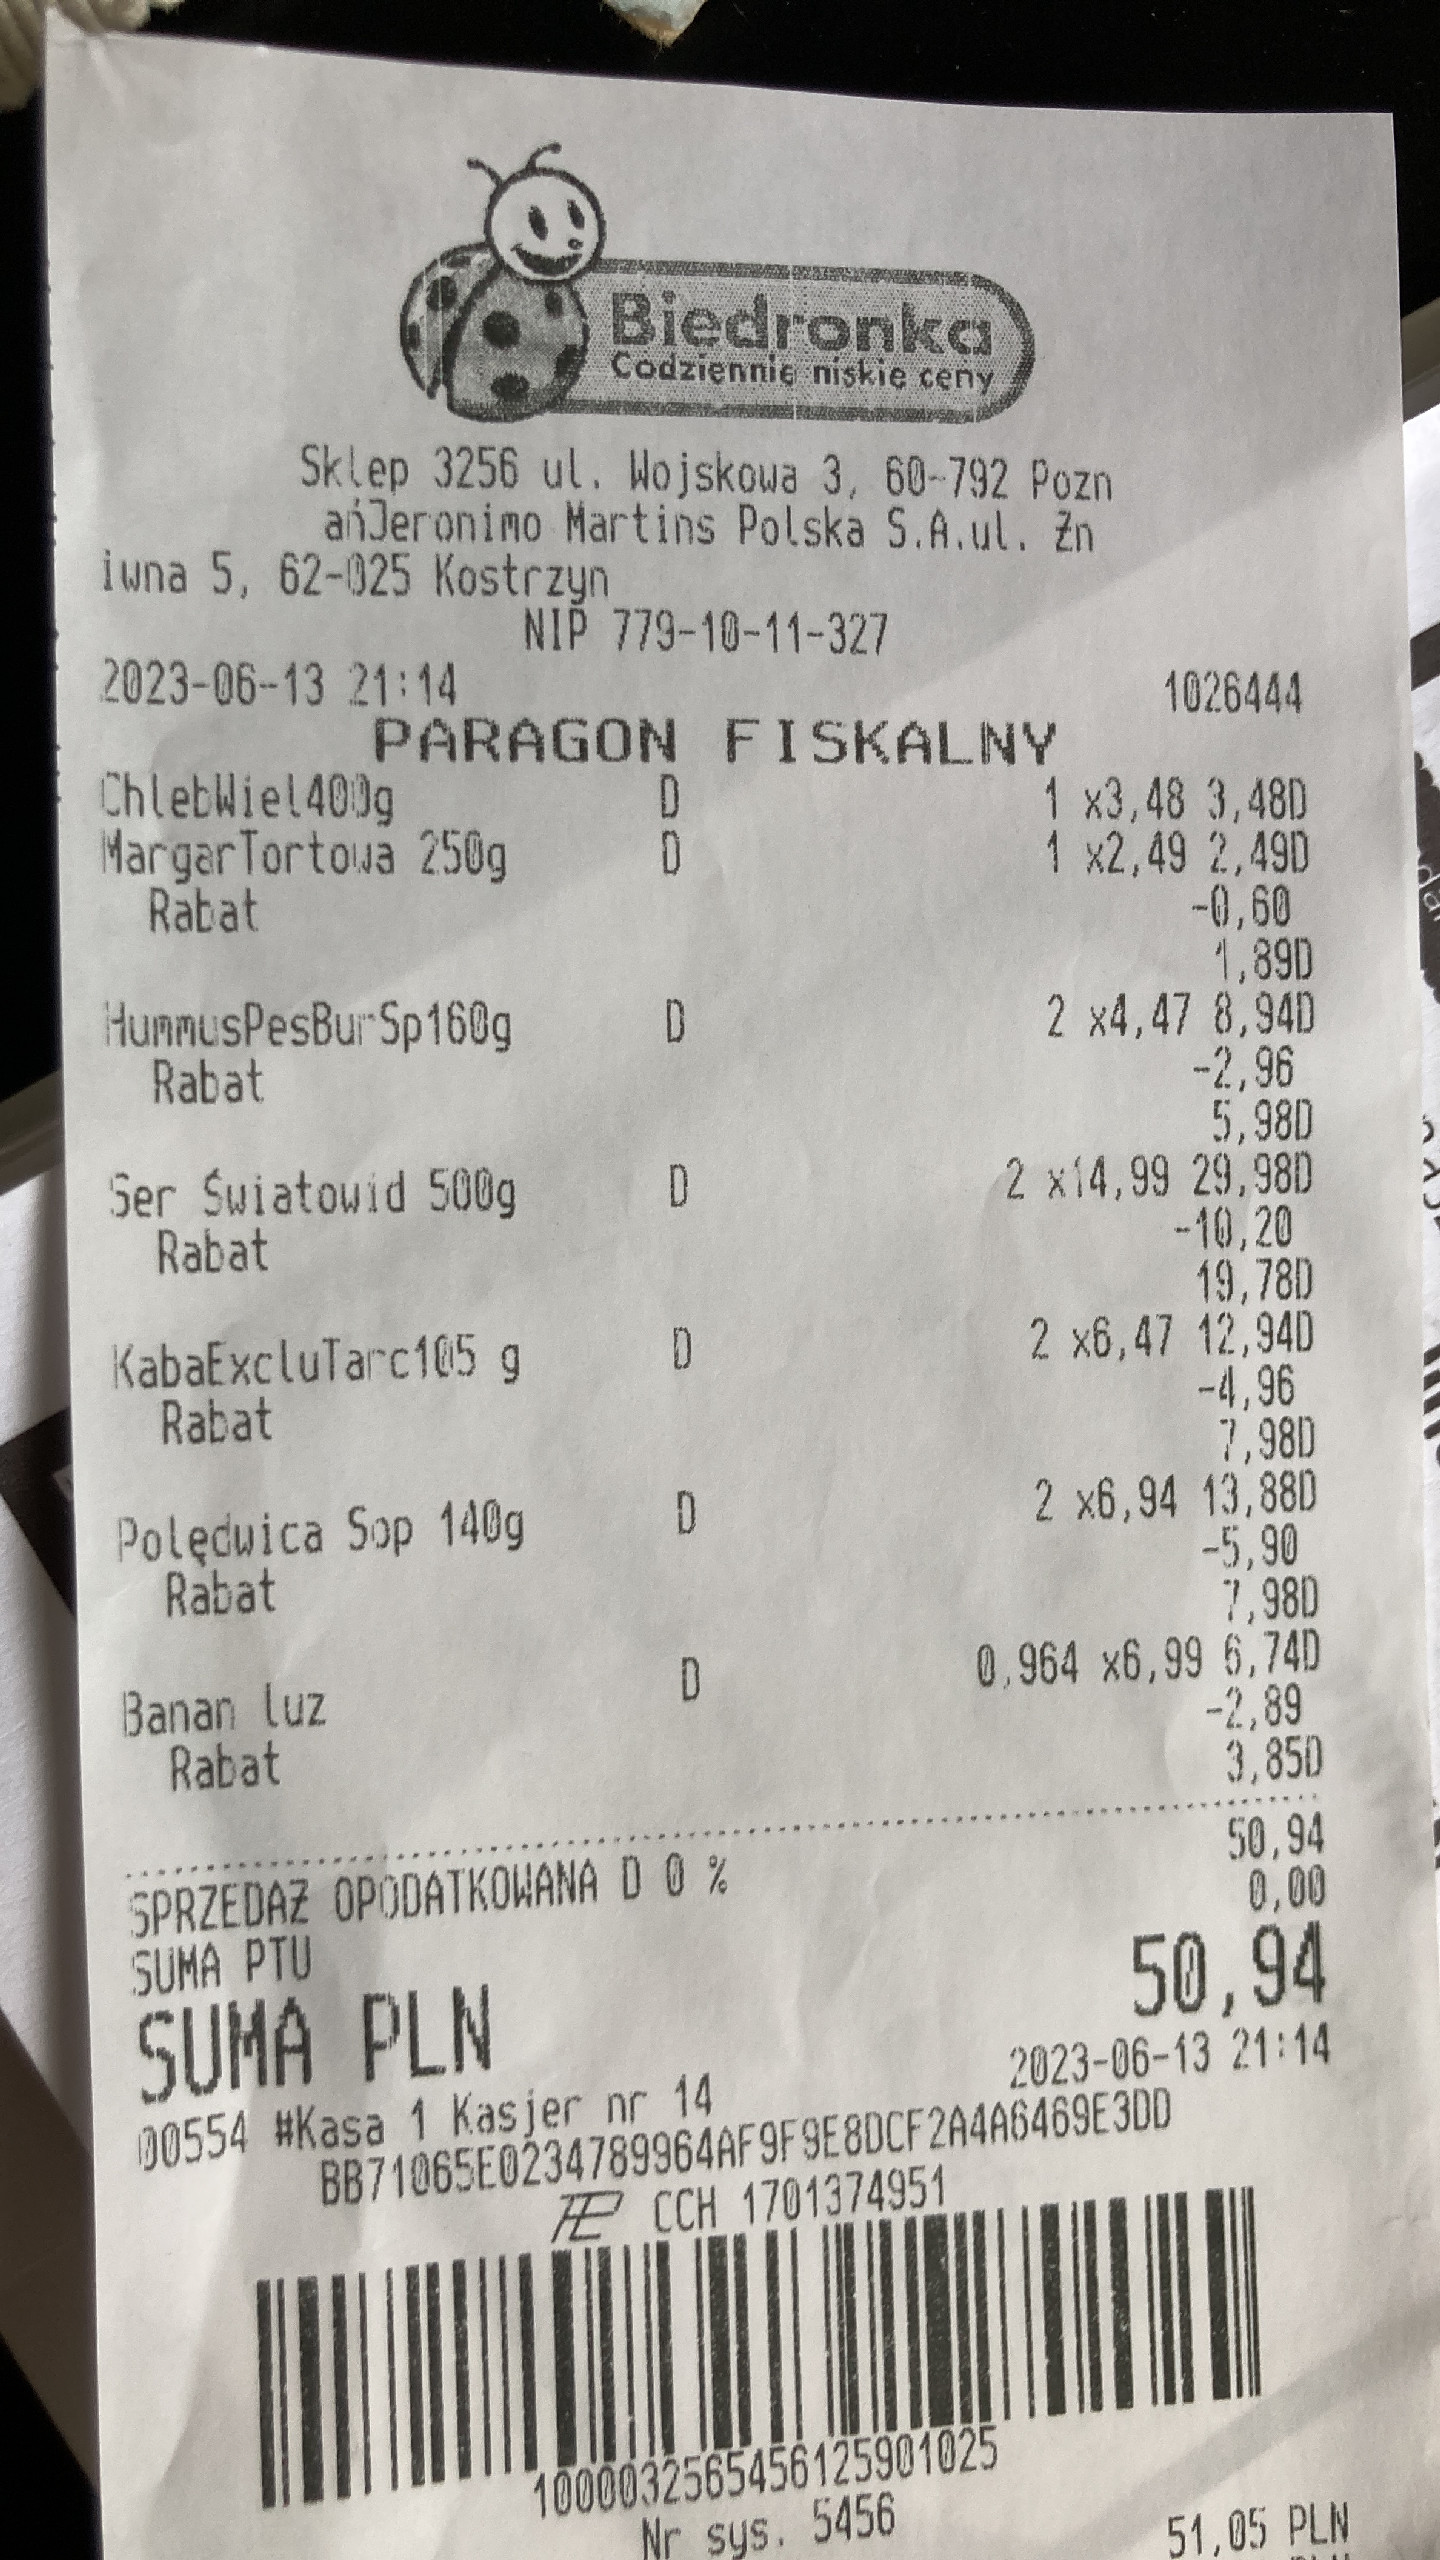 Biedronka
Codziennie niskie ceny
Sklep 3256 ul. Wojskowa 3, 60-792 Pozn
ańJeronimo Martins Polska S.A.ul. Żn
iwna 5, 62-025 Kostrzyn
NIP 779-10-11-327
2023-06-13 21:14 1026444
PARAGON FISKALNY
ChlebWiel400g D 1 x3,48 3,48D
MargarTortowa 250g D 1 x2,49 2,49D
Rabat -0,60
1,89D
HummusPesBurSp160g D 2 x4,47 8,94D
Rabat -2,96
5,98D
Ser Światowid 500g D 2 x14,99 29,98D
Rabat -10,20
19,78D
KabaExcluTarc105 g D 2 x6,47 12,94D
Rabat -4,96
7,98D
Polędwica Sop 140g D 2 x6,94 13,88D
Rabat -5,90
7,98D
Banan luz D 0,964 x6,99 6,74D
Rabat -2,89
3,85D
SPRZEDAŻ OPODATKOWANA D 0 % 50,94
SUMA PTU 0,00
SUMA PLN 50,94
00554 #Kasa 1 Kasjer nr 14 2023-06-13 21:14
BB71065E0234789964AF9F9E8DCF2A4A6469E3DD
CCH 1701374951
1000032565456125901025
Nr sys. 5456
51,05 PLN